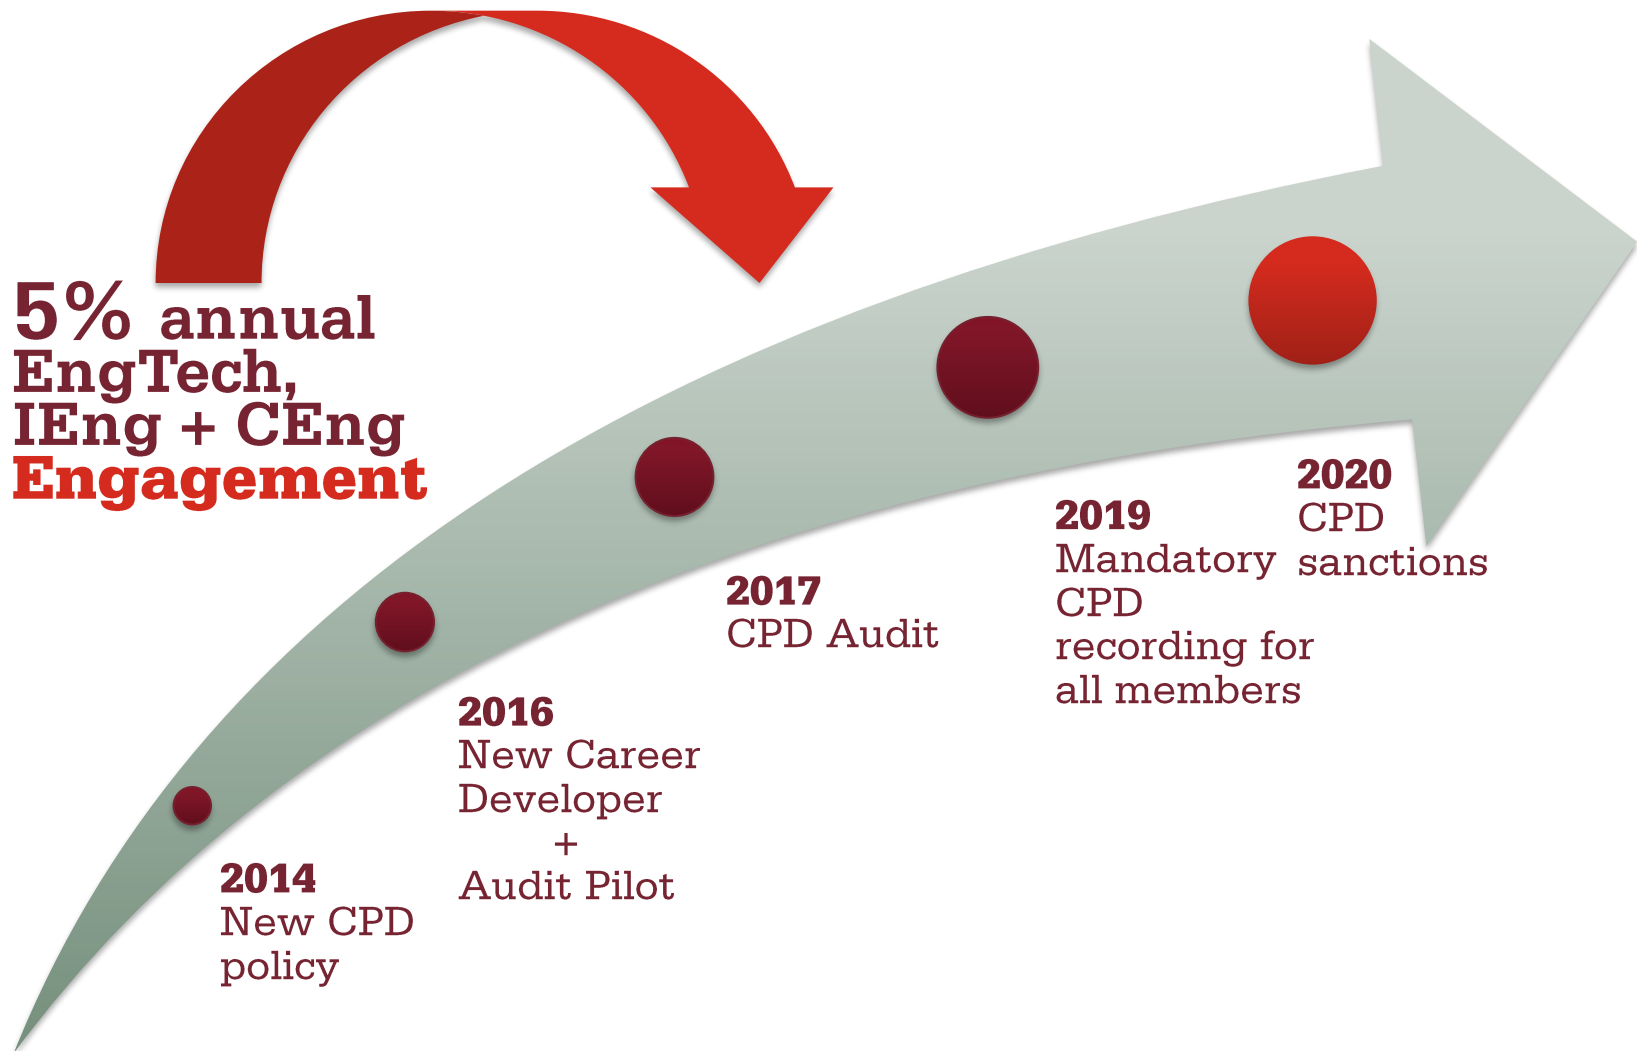 5% annual
EngTech,
IEng + CEng
Engagement
2014
New CPD
policy
2016
New Career
Developer
+
Audit Pilot
2017
CPD Audit
2019
Mandatory
CPD
recording for
all members
2020
CPD
sanctions